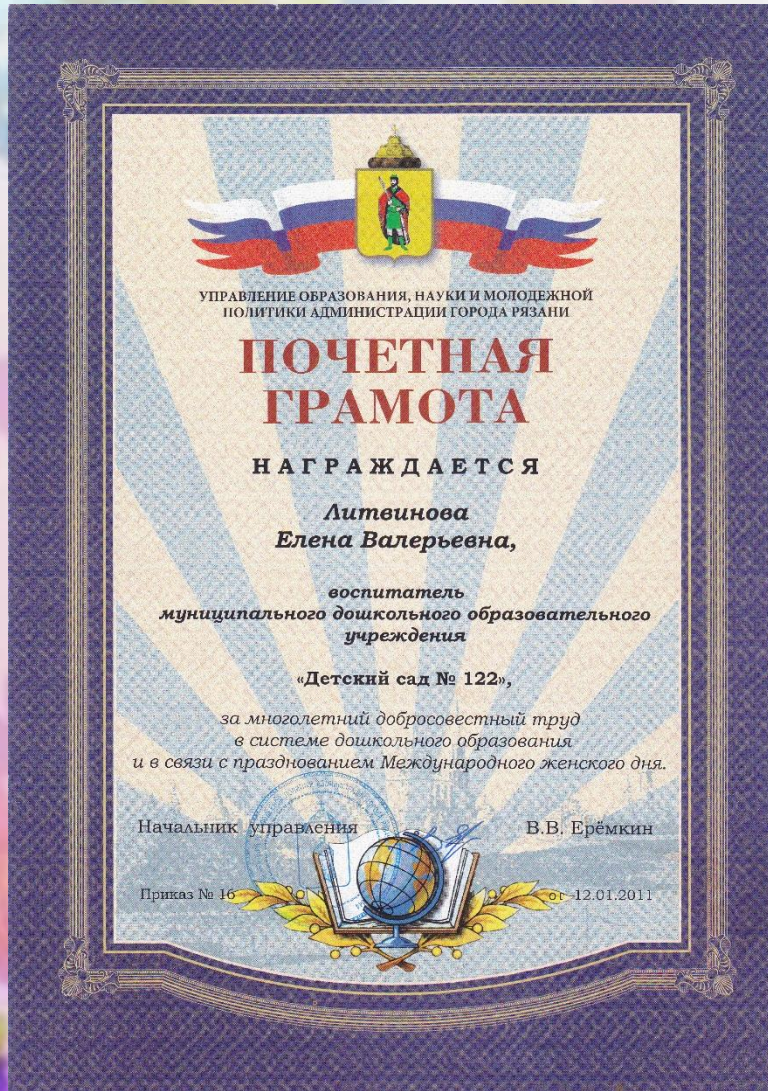 УПРАВЛЕНИЕ ОБРАЗОВАНИЯ, НАУКИ И МОЛОДЕЖНОЙ
ПОЛИТИКИ АДМИНИСТРАЦИИ ГОРОДА РЯЗАНИ
ПОЧЕТНАЯ
ГРАМОТА
НАГРАЖДАЕТСЯ
Литвинова
Елена Валерьевна,
воспитатель
муниципального дошкольного образовательного
учреждения
«Детский сад № 122»,
за многолетний добросовестный труд
в системе дошкольного образования
и в связи с празднованием Международного женского дня.
Начальник управления В.В. Ерёмкин
Приказ № 16 от 12.01.2011